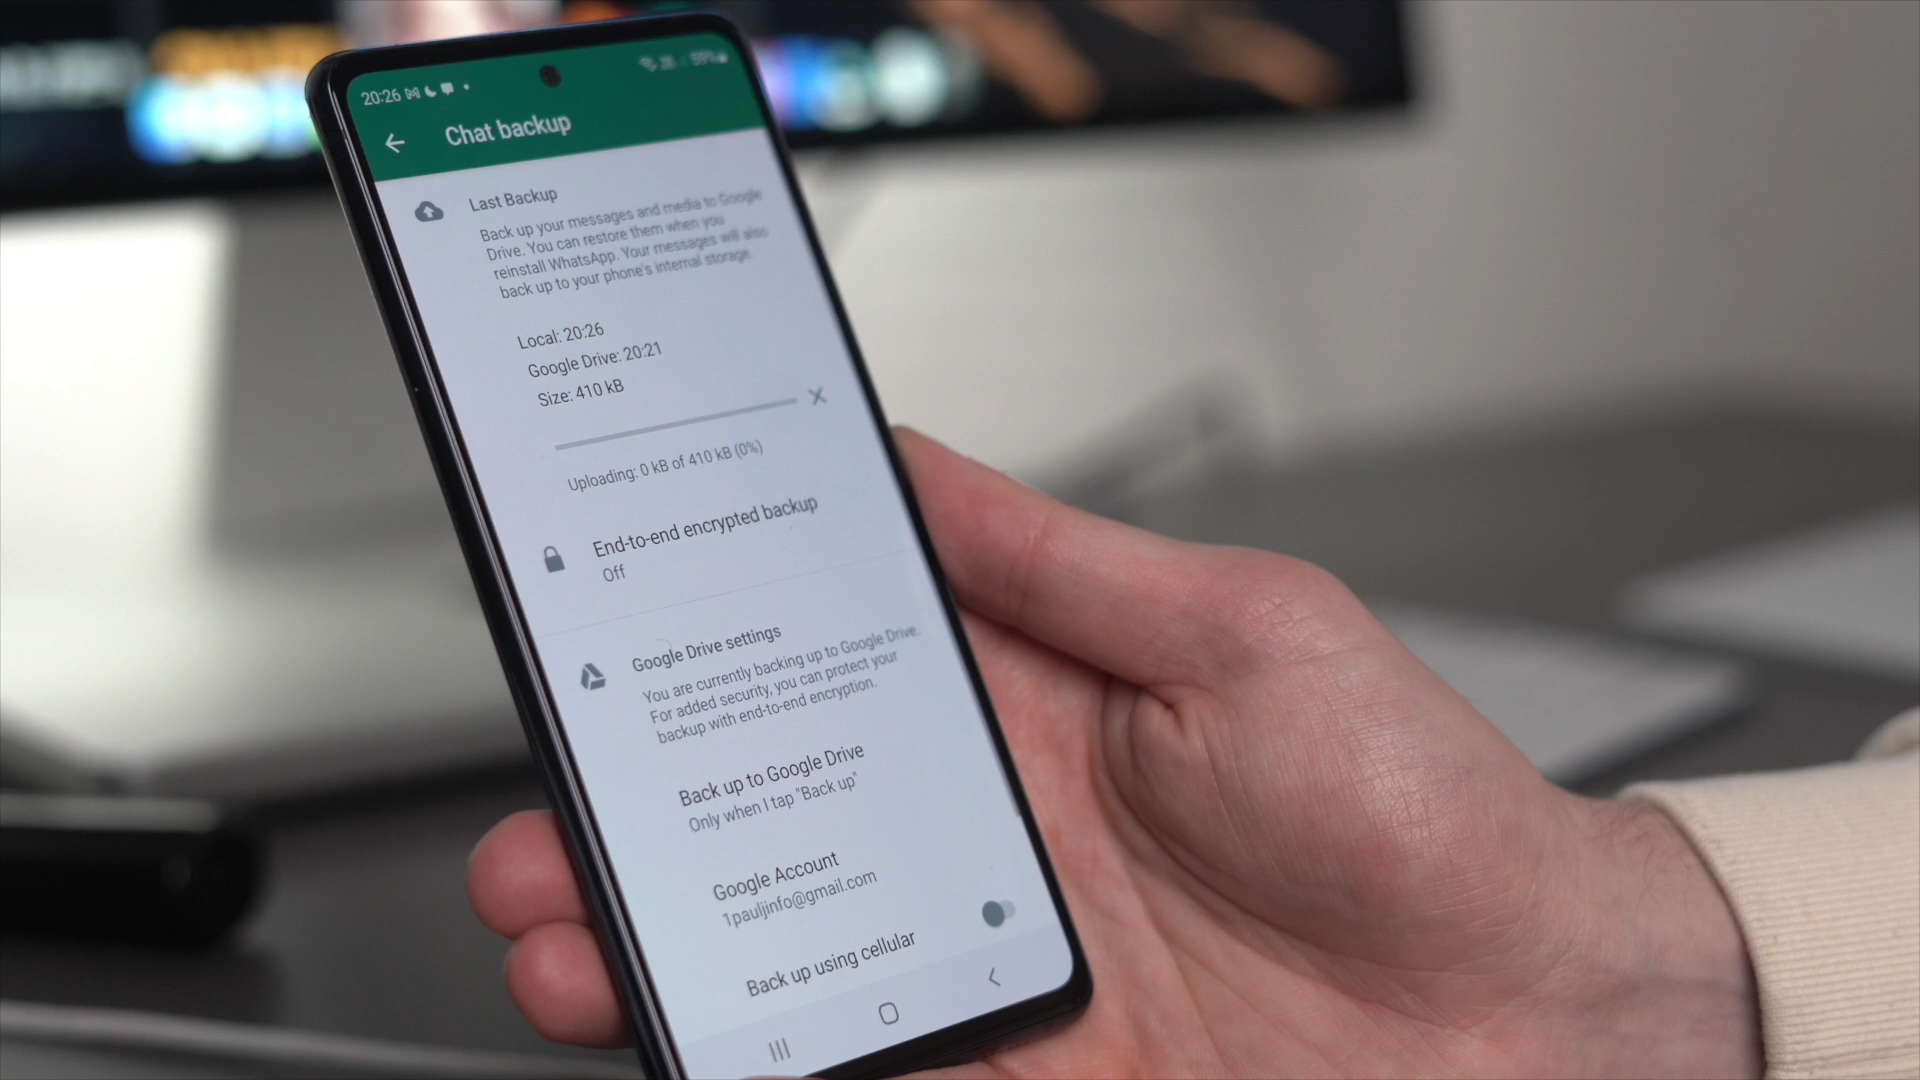 20:26
59%
Chat backup
Last Backup
Back up your messages and media to Google
Drive. You can restore them when you
reinstall WhatsApp. Your messages will also
back up to your phone's internal storage.
Local: 20:26
Google Drive: 20:21
Size: 410 kB
Uploading: 0 kB of 410 kB (0%)
End-to-end encrypted backup
Off
Google Drive settings
You are currently backing up to Google Drive.
For added security, you can protect your
backup with end-to-end encryption.
Back up to Google Drive
Only when I tap "Back up"
Google Account
1pauljinfo@gmail.com
Back up using cellular